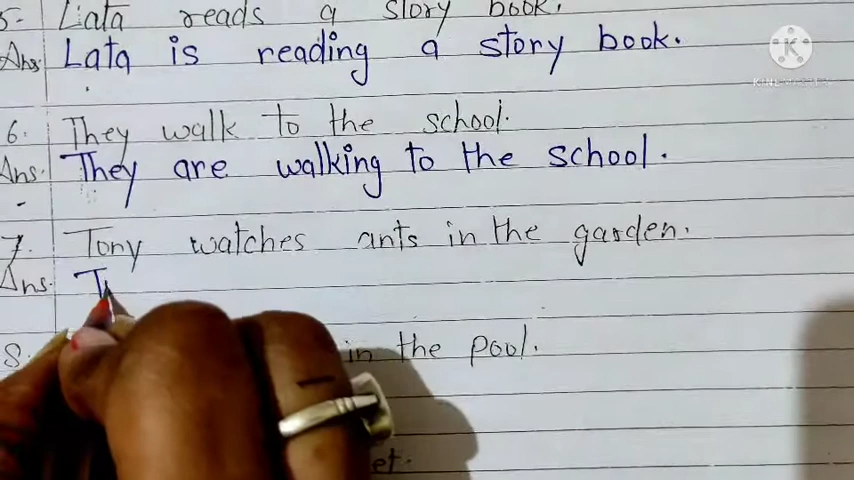 5. Lata reads a story book.
Ans Lata is reading a story book.
6. They walk to the school.
Ans. They are walking to the school.
7. Tony watches ants in the garden.
Ans. T
8. in the pool.